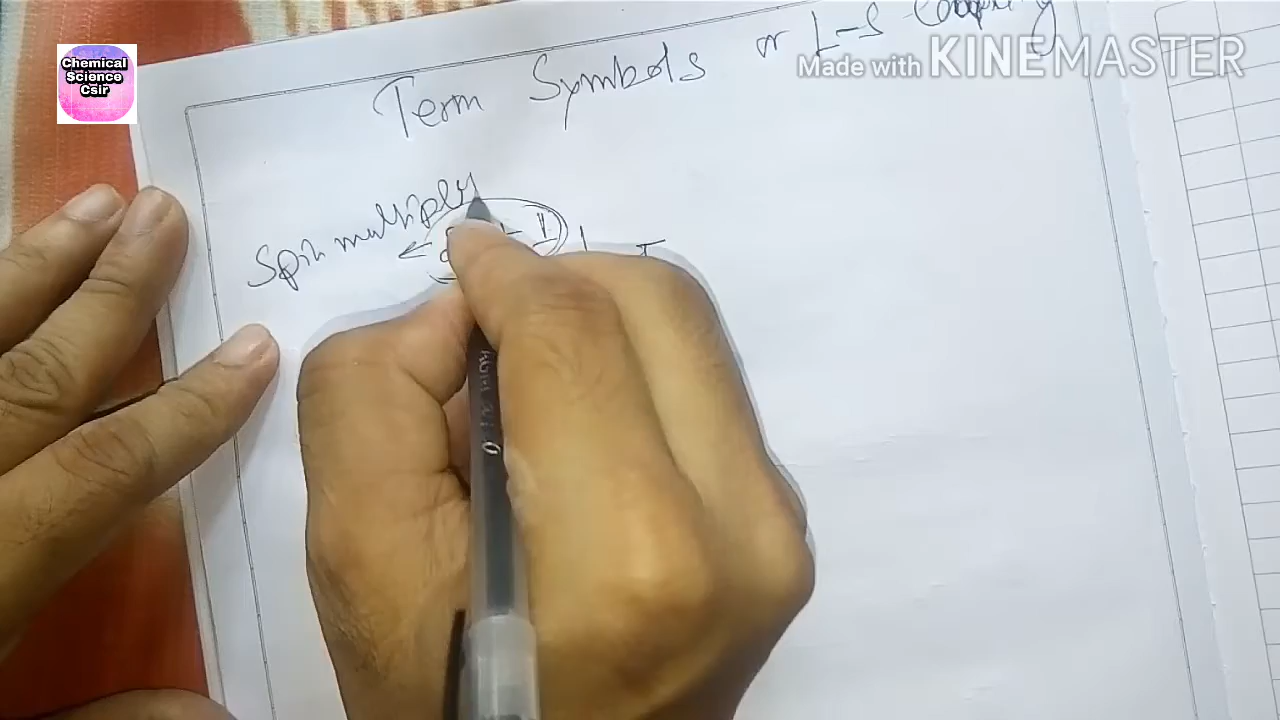 Chemical
Science
Csir
Made with KINEMASTER
Term Symbols or L-S Coupling
Spin multiply